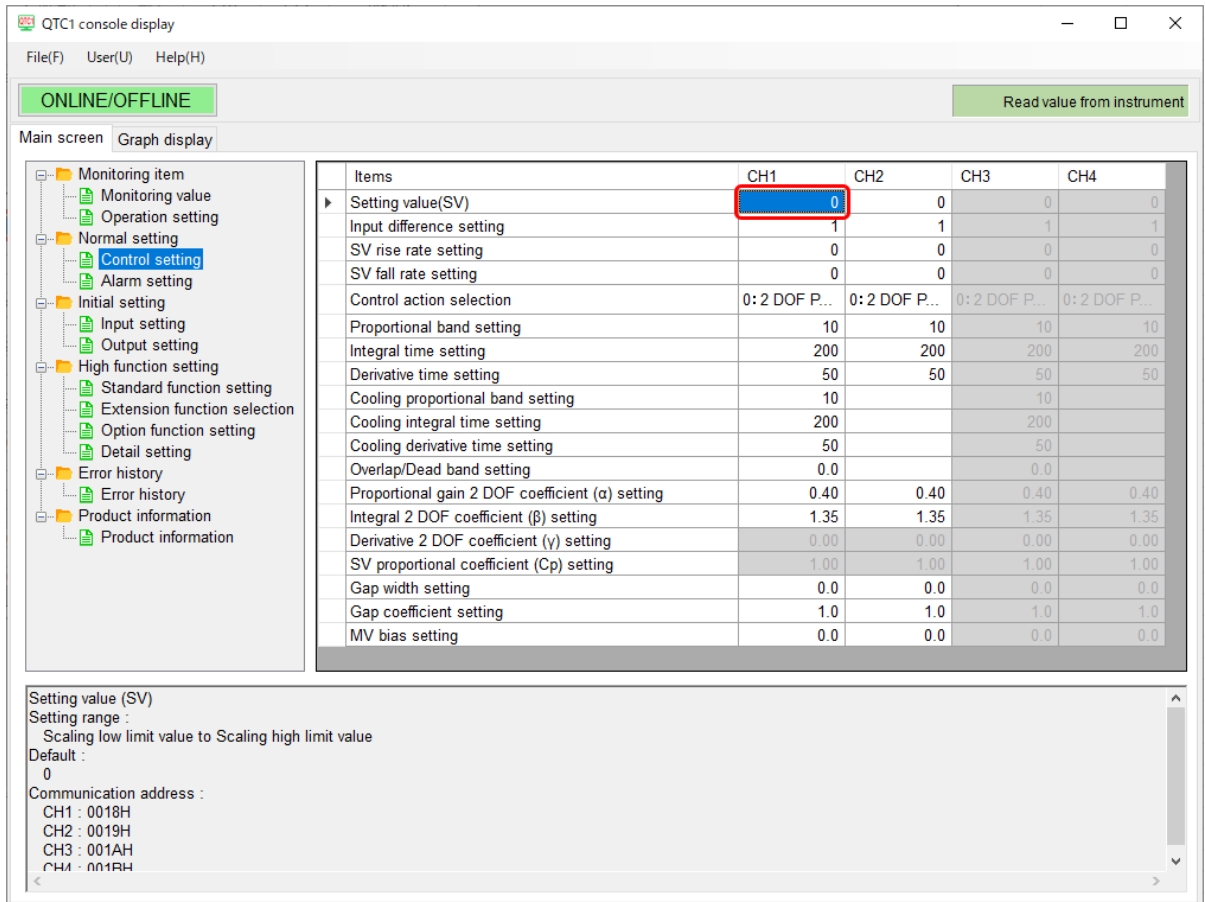 QTC1 console display
File(F) User(U) Help(H)
ONLINE/OFFLINE
Read value from instrument
Main screen Graph display
Monitoring item
Monitoring value
Operation setting
Normal setting
Control setting
Alarm setting
Initial setting
Input setting
Output setting
High function setting
Standard function setting
Extension function selection
Option function setting
Detail setting
Error history
Error history
Product information
Product information
Items CH1 CH2 CH3 CH4
Setting value(SV) 0 0 0 0
Input difference setting 1 1 1 1
SV rise rate setting 0 0 0 0
SV fall rate setting 0 0 0 0
Control action selection 0:2 DOF P... 0:2 DOF P... 0:2 DOF P... 0:2 DOF P...
Proportional band setting 10 10 10 10
Integral time setting 200 200 200 200
Derivative time setting 50 50 50 50
Cooling proportional band setting 10 10
Cooling integral time setting 200 200
Cooling derivative time setting 50 50
Overlap/Dead band setting 0.0 0.0
Proportional gain 2 DOF coefficient (α) setting 0.40 0.40 0.40 0.40
Integral 2 DOF coefficient (β) setting 1.35 1.35 1.35 1.35
Derivative 2 DOF coefficient (γ) setting 0.00 0.00 0.00 0.00
SV proportional coefficient (Cp) setting 1.00 1.00 1.00 1.00
Gap width setting 0.0 0.0 0.0 0.0
Gap coefficient setting 1.0 1.0 1.0 1.0
MV bias setting 0.0 0.0 0.0 0.0
Setting value (SV)
Setting range :
Scaling low limit value to Scaling high limit value
Default :
0
Communication address :
CH1 : 0018H
CH2 : 0019H
CH3 : 001AH
CH4 : 001BH